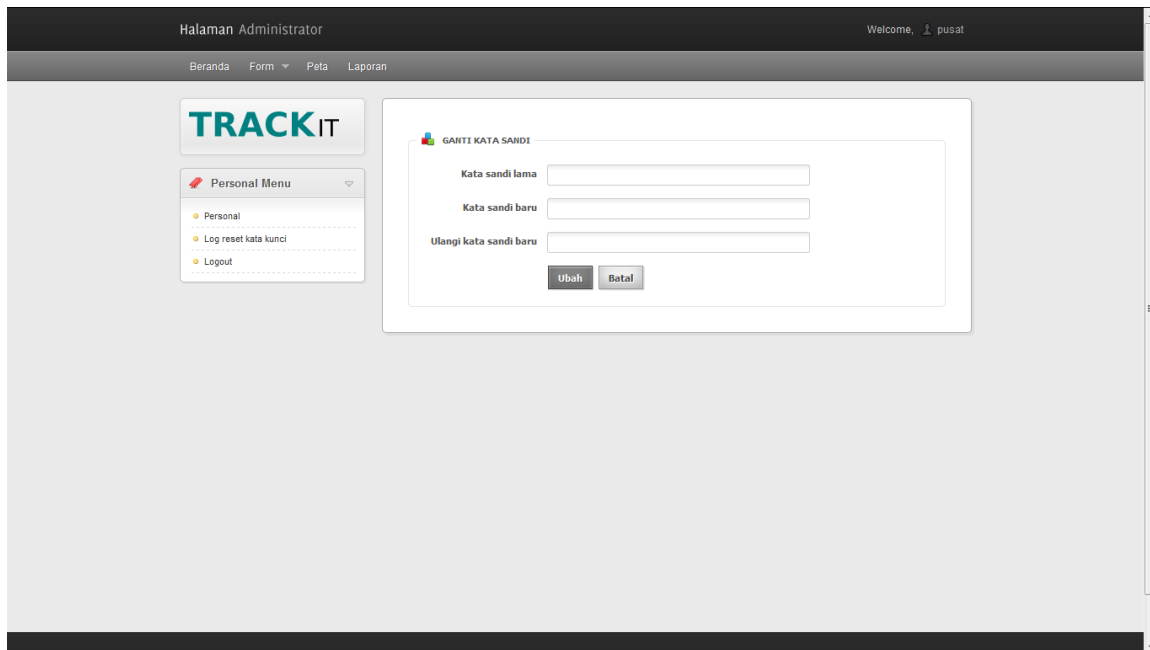 Halaman Administrator
Welcome, pusat
Beranda Form Peta Laporan
TRACKIT
Personal Menu
Personal
Log reset kata kunci
Logout
GANTI KATA SANDI
Kata sandi lama
Kata sandi baru
Ulangi kata sandi baru
Ubah Batal